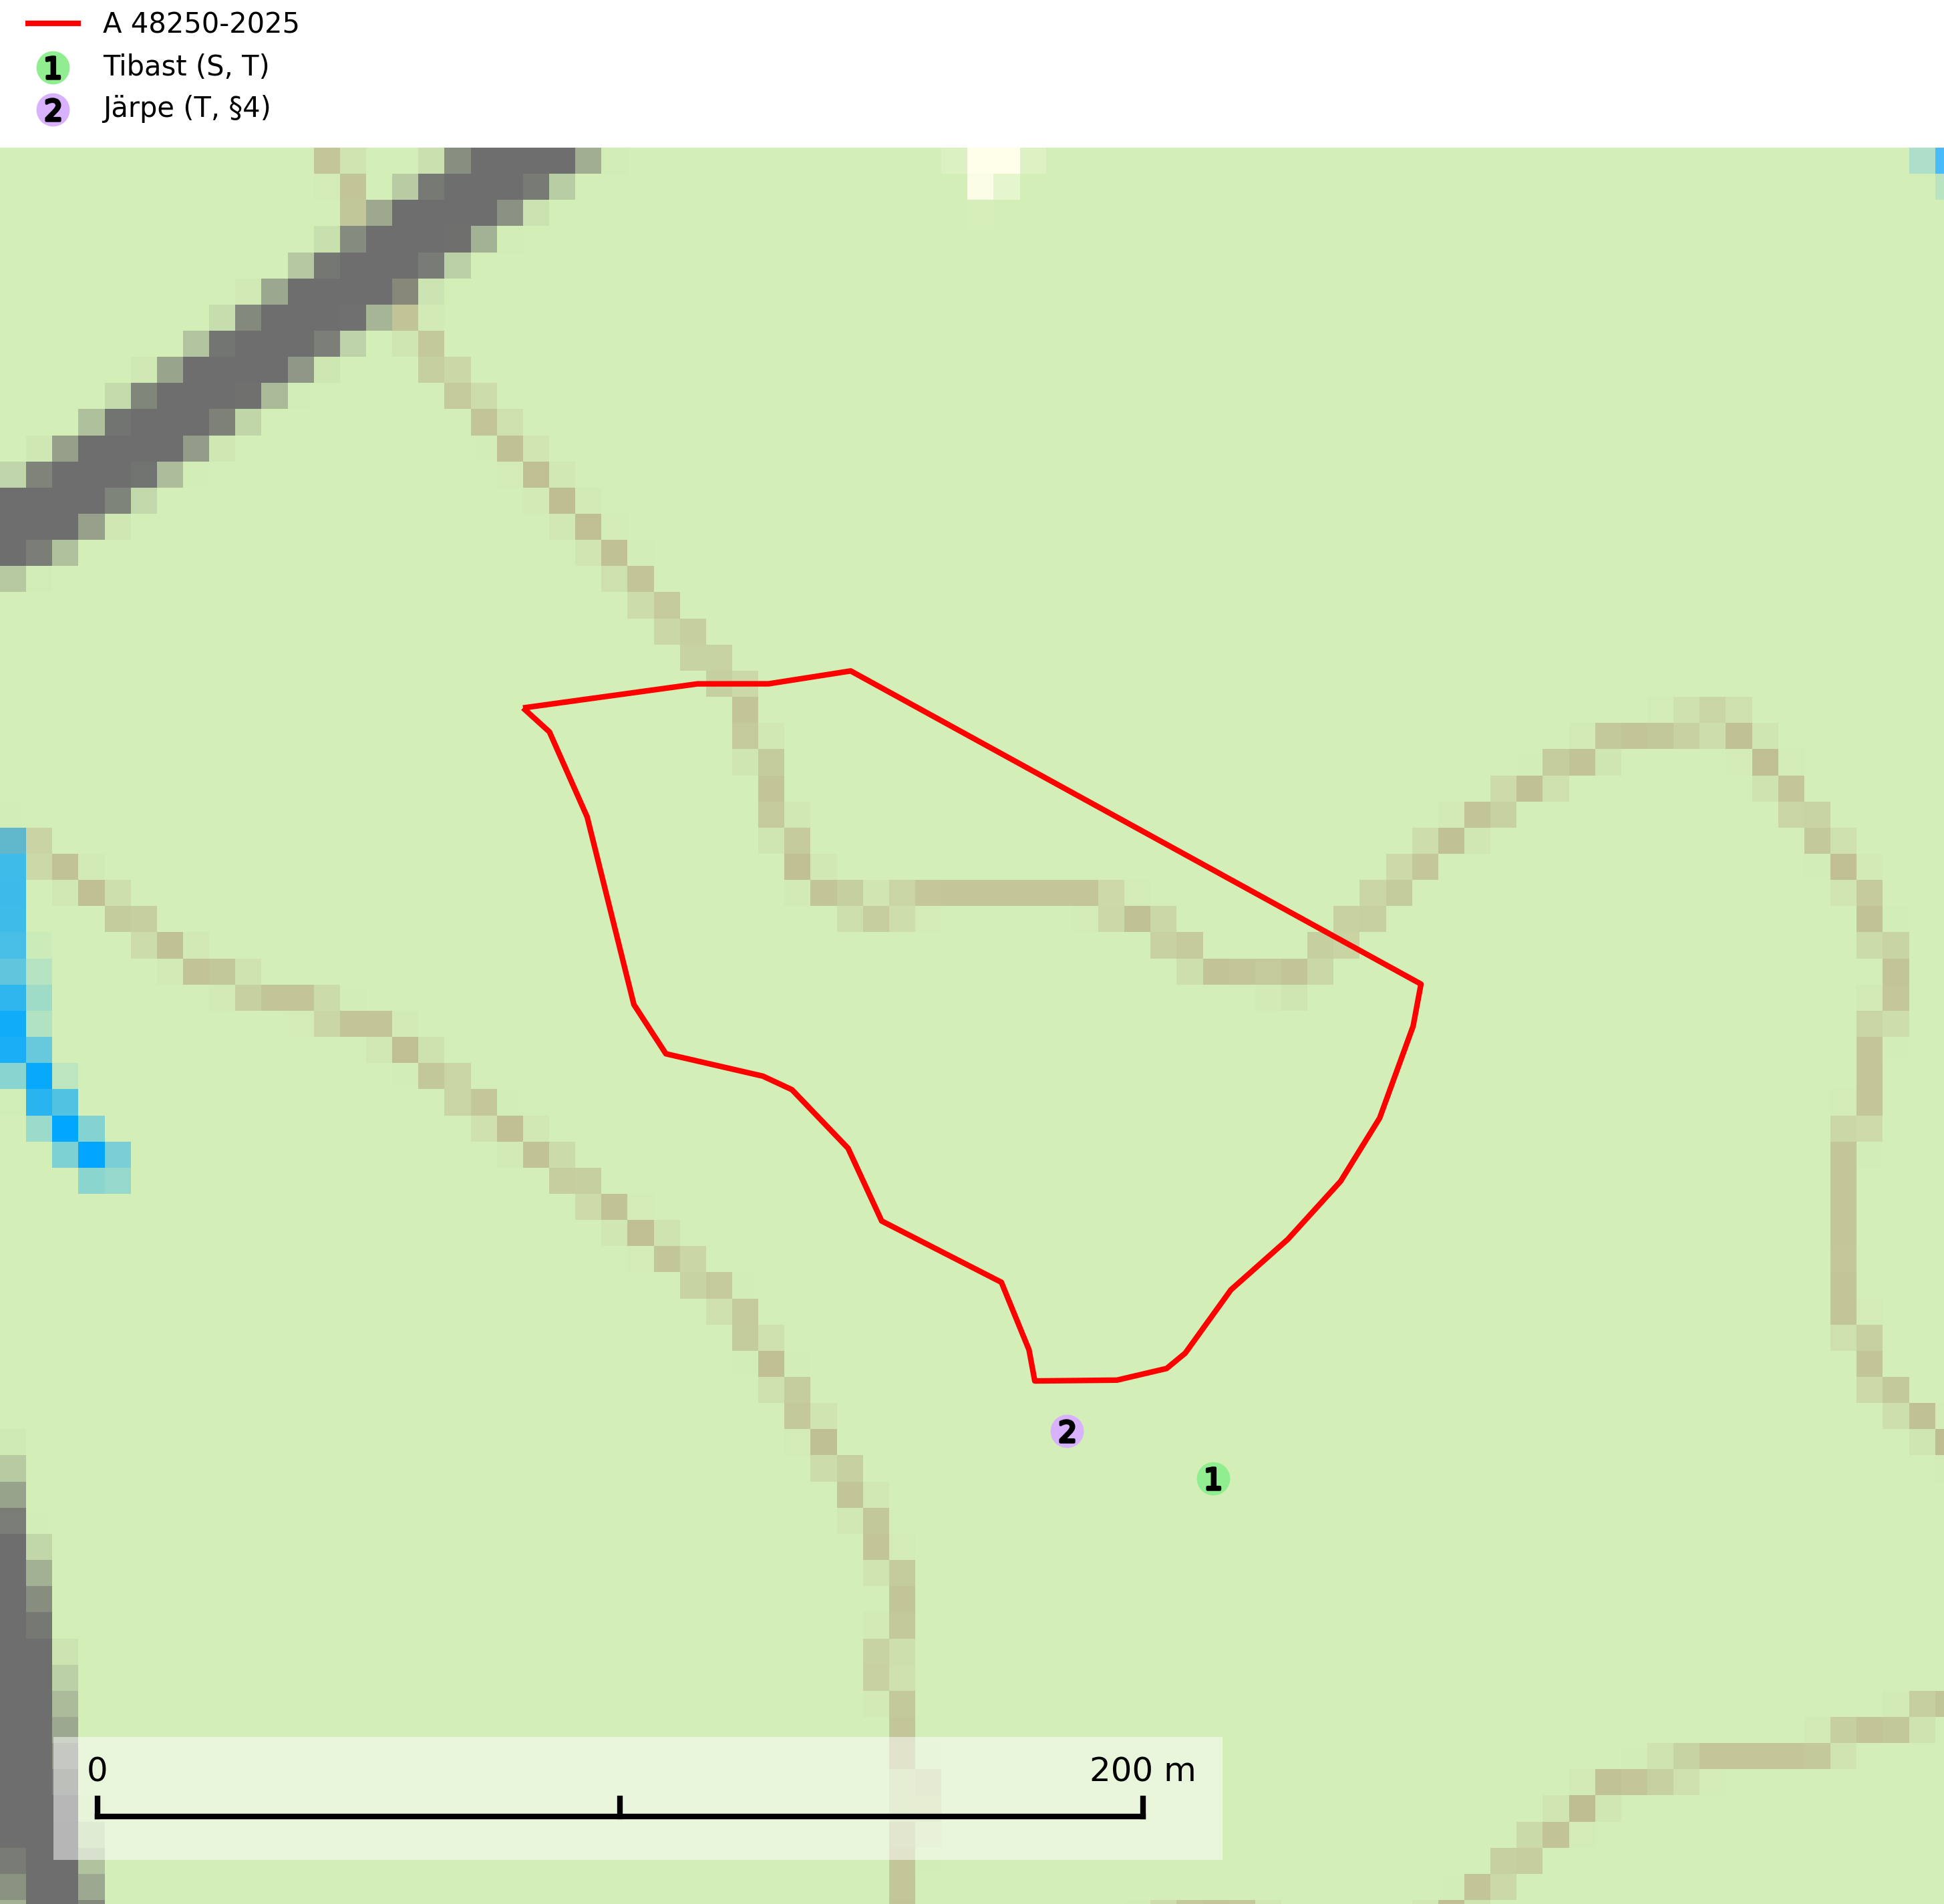 A 48250-2025
1 Tibast (S, T)
2 Järpe (T, §4)
2
1
0 200 m